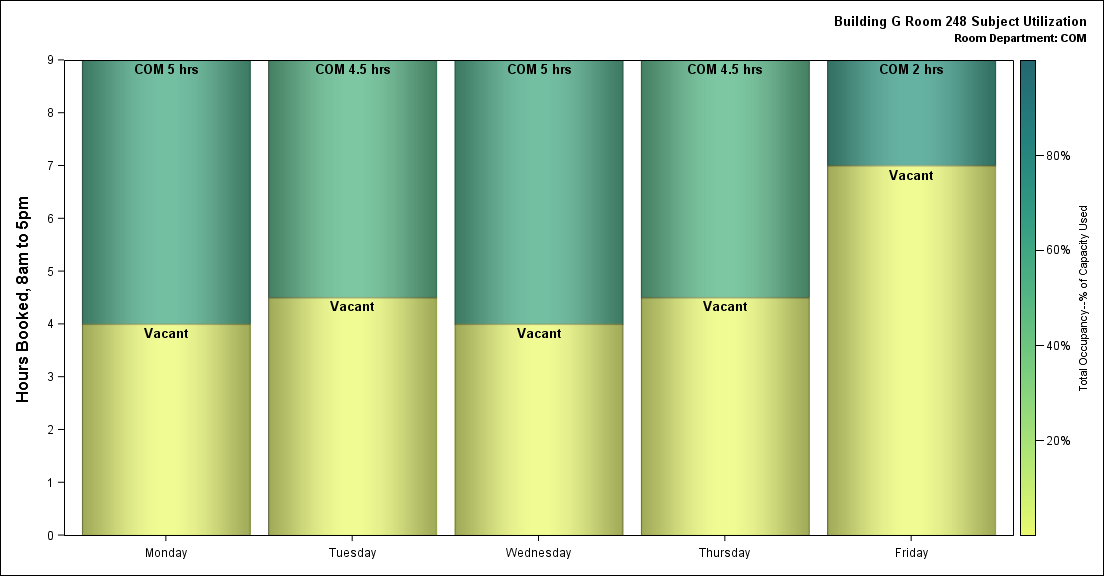 Building G Room 248 Subject Utilization
Room Department: COM
Hours Booked, 8am to 5pm
9
8
7
6
5
4
3
2
1
0
COM 5 hrs
Vacant
COM 4.5 hrs
Vacant
COM 5 hrs
Vacant
COM 4.5 hrs
Vacant
COM 2 hrs
Vacant
Monday
Tuesday
Wednesday
Thursday
Friday
80%
60%
40%
20%
Total Occupancy--% of Capacity Used